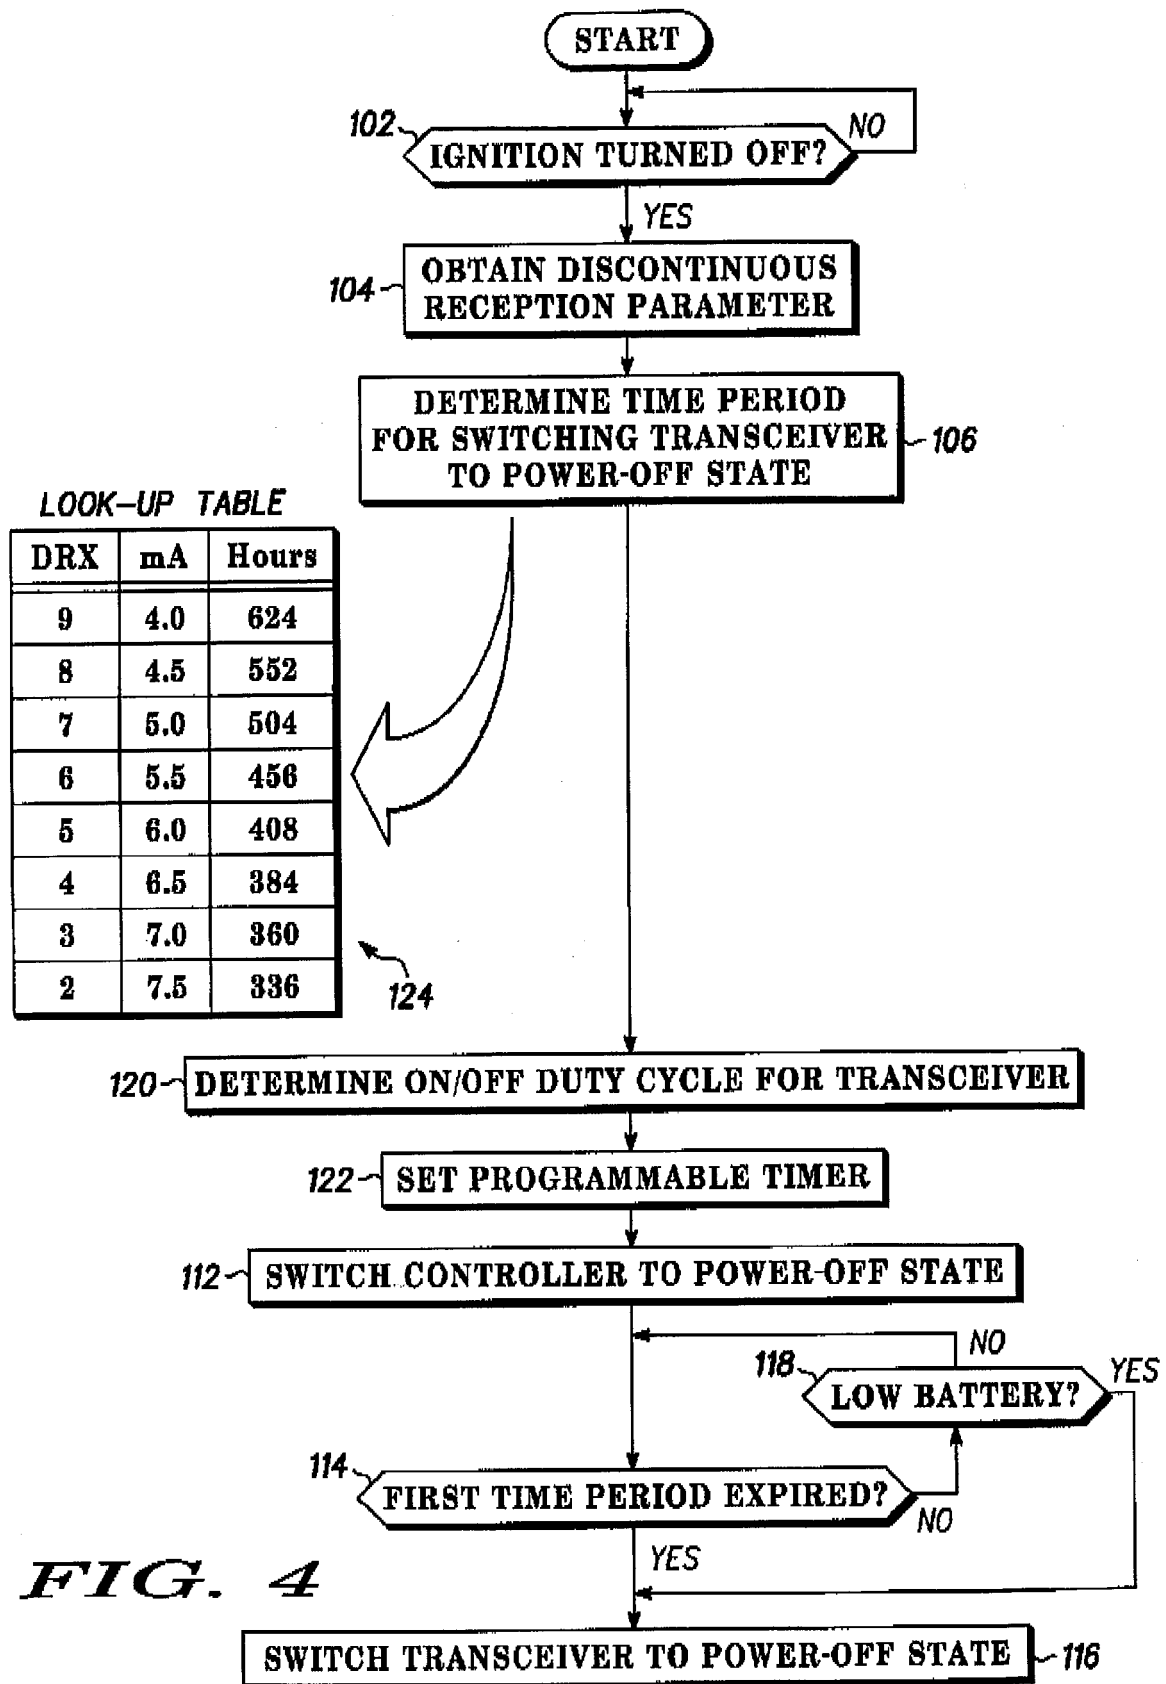 START
102
IGNITION TURNED OFF?
NO
YES
104
OBTAIN DISCONTINUOUS
RECEPTION PARAMETER
DETERMINE TIME PERIOD
FOR SWITCHING TRANSCEIVER
TO POWER-OFF STATE
106
LOOK-UP TABLE
DRX mA Hours
9 4.0 624
8 4.5 552
7 5.0 504
6 5.5 456
5 6.0 408
4 6.5 384
3 7.0 360
2 7.5 336
124
120
DETERMINE ON/OFF DUTY CYCLE FOR TRANSCEIVER
122
SET PROGRAMMABLE TIMER
112
SWITCH CONTROLLER TO POWER-OFF STATE
NO
118
LOW BATTERY?
YES
114
FIRST TIME PERIOD EXPIRED?
NO
YES
FIG. 4
SWITCH TRANSCEIVER TO POWER-OFF STATE
116